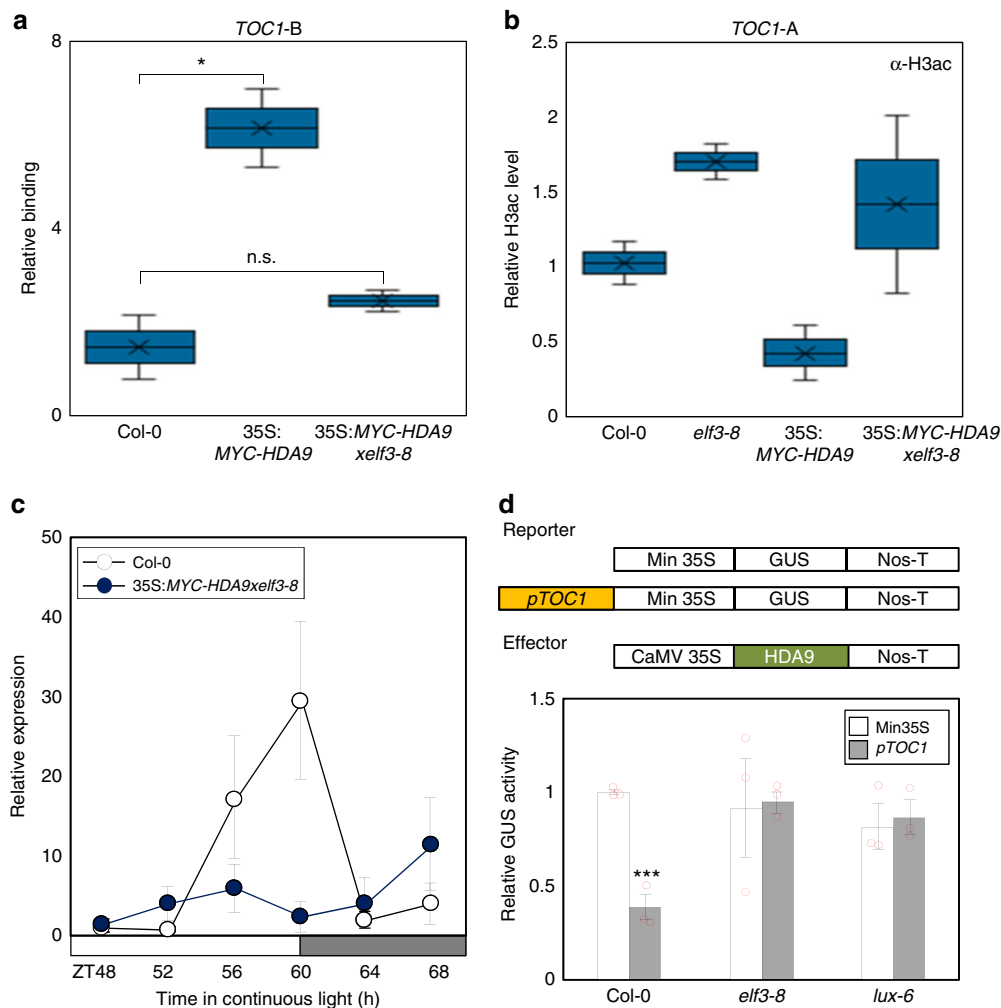 a
TOC1-B
8
4
0
Relative binding
*
n.s.
Col-0
35S:
MYC-HDA9
35S:MYC-HDA9
xelf3-8
b
TOC1-A
α-H3ac
2.5
2
1.5
1
0.5
0
Relative H3ac level
Col-0
elf3-8
35S:
MYC-HDA9
35S:MYC-HDA9
xelf3-8
c
50
40
30
20
10
0
Relative expression
Col-0
35S:MYC-HDA9xelf3-8
ZT48 52 56 60 64 68
Time in continuous light (h)
d
Reporter
Min 35S GUS Nos-T
pTOC1 Min 35S GUS Nos-T
Effector
CaMV 35S HDA9 Nos-T
1.5
1
0.5
0
Relative GUS activity
Min35S
pTOC1
***
Col-0 elf3-8 lux-6